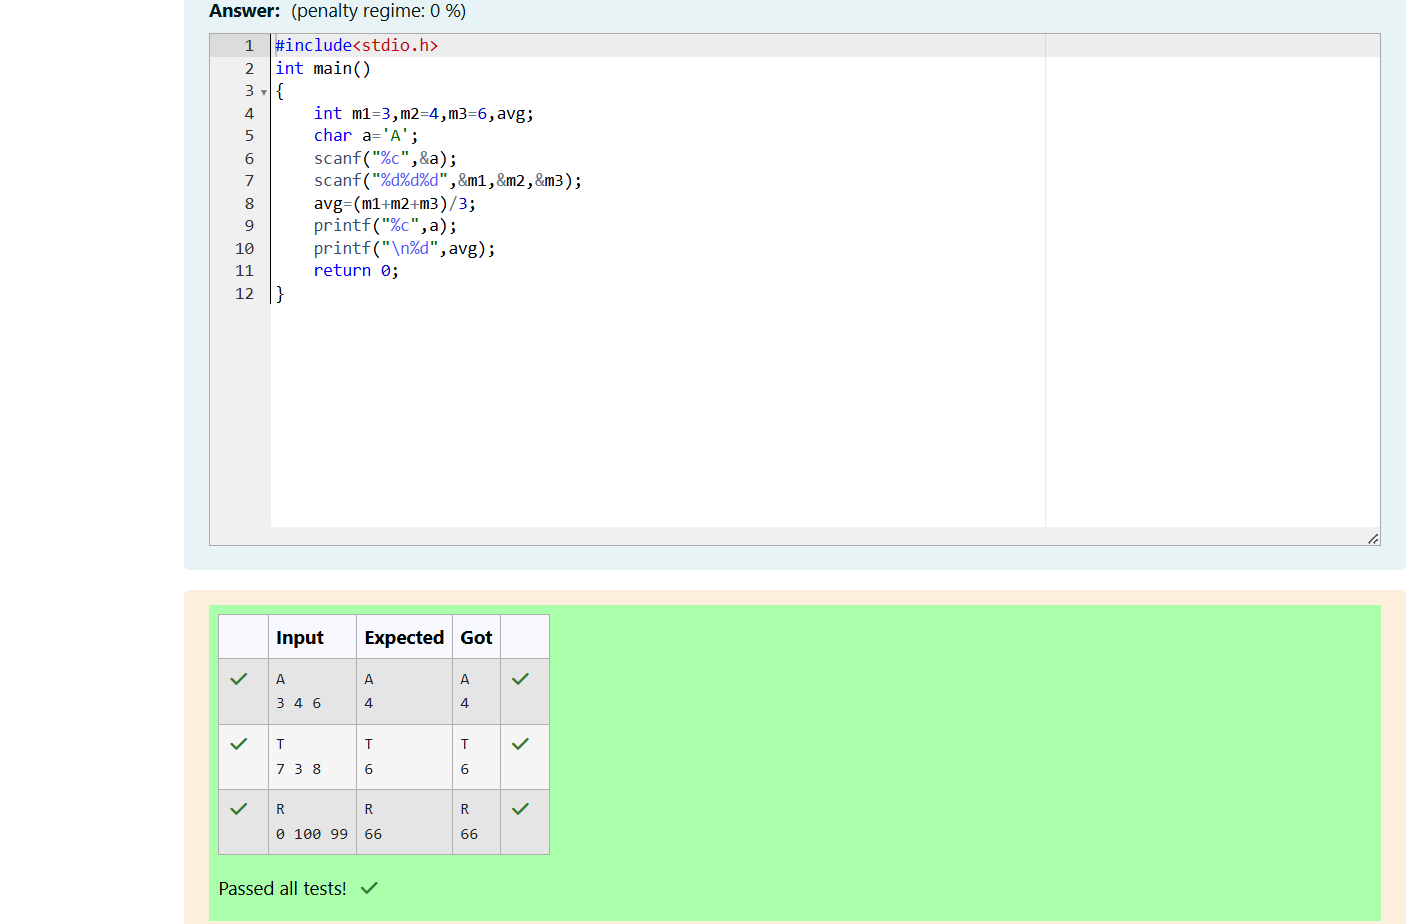 Answer: (penalty regime: 0 %)
1 #include<stdio.h>
2 int main()
3 {
4 int m1=3,m2=4,m3=6,avg;
5 char a='A';
6 scanf("%c",&a);
7 scanf("%d%d%d",&m1,&m2,&m3);
8 avg=(m1+m2+m3)/3;
9 printf("%c",a);
10 printf("\n%d",avg);
11 return 0;
12 }
Input Expected Got
A A A
3 4 6 4 4
T T T
7 3 8 6 6
R R R
0 100 99 66 66
Passed all tests!